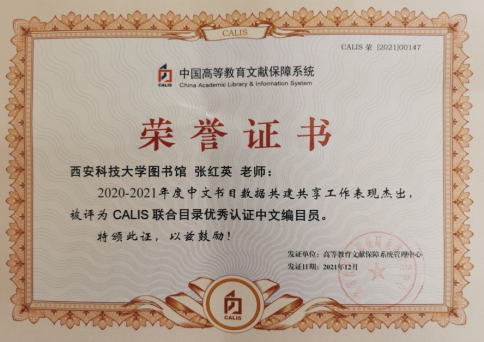 CALIS
CALIS 荣 [2021]00147
中国高等教育文献保障系统
China Academic Library & Information System
CALIS
荣誉证书
西安科技大学图书馆 张红英 老师：
2020-2021年度中文书目数据共建共享工作表现杰出，
被评为 CALIS 联合目录优秀认证中文编目员。
特颁此证，以兹鼓励！
发证单位：高等教育文献保障系统管理中心
发证日期：2021年12月
CALIS